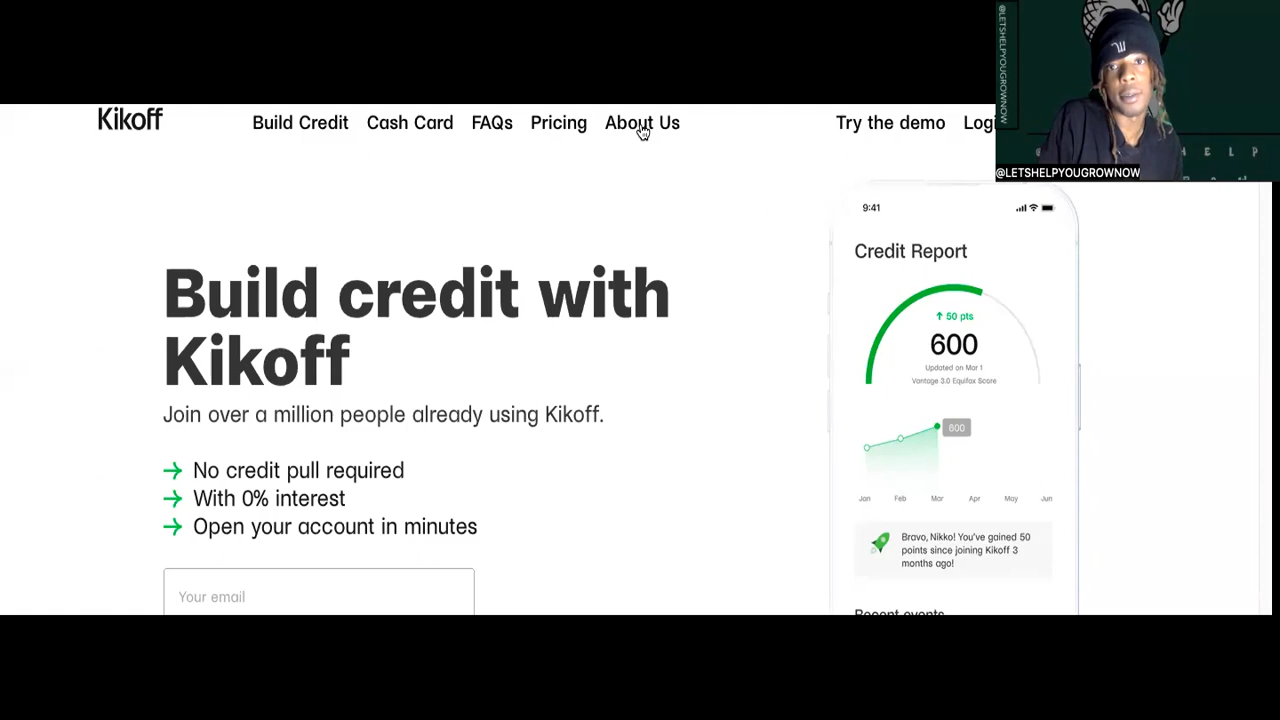 Kikoff
Build Credit
Cash Card
FAQs
Pricing
About Us
Try the demo
@LETSHELPYOUGROWNOW
@LETSHELPYOUGROWNOW
Build credit with
Kikoff
Join over a million people already using Kikoff.
No credit pull required
With 0% interest
Open your account in minutes
Your email
9:41
Credit Report
50 pts
600
Updated on Mar 1
Vantage 3.0 Equifax Score
600
Jan Feb Mar Apr May Jun
Bravo, Nikko! You've gained 50
points since joining Kikoff 3
months ago!
Recent events